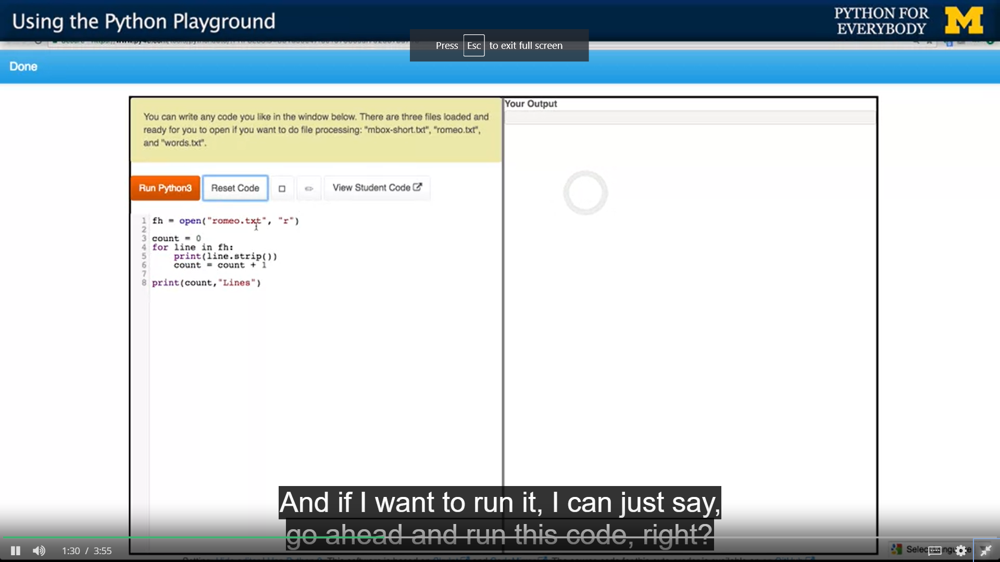 Using the Python Playground
PYTHON FOR
EVERYBODY
Press Esc to exit full screen
Done
You can write any code you like in the window below. There are three files loaded and
ready for you to open if you want to do file processing: "mbox-short.txt", "romeo.txt",
and "words.txt".
Your Output
Run Python3
Reset Code
View Student Code
1 fh = open("romeo.txt", "r")
2
3 count = 0
4 for line in fh:
5 print(line.strip())
6 count = count + 1
7
8 print(count,"Lines")
And if I want to run it, I can just say,
go ahead and run this code, right?
1:30 / 3:55
Select